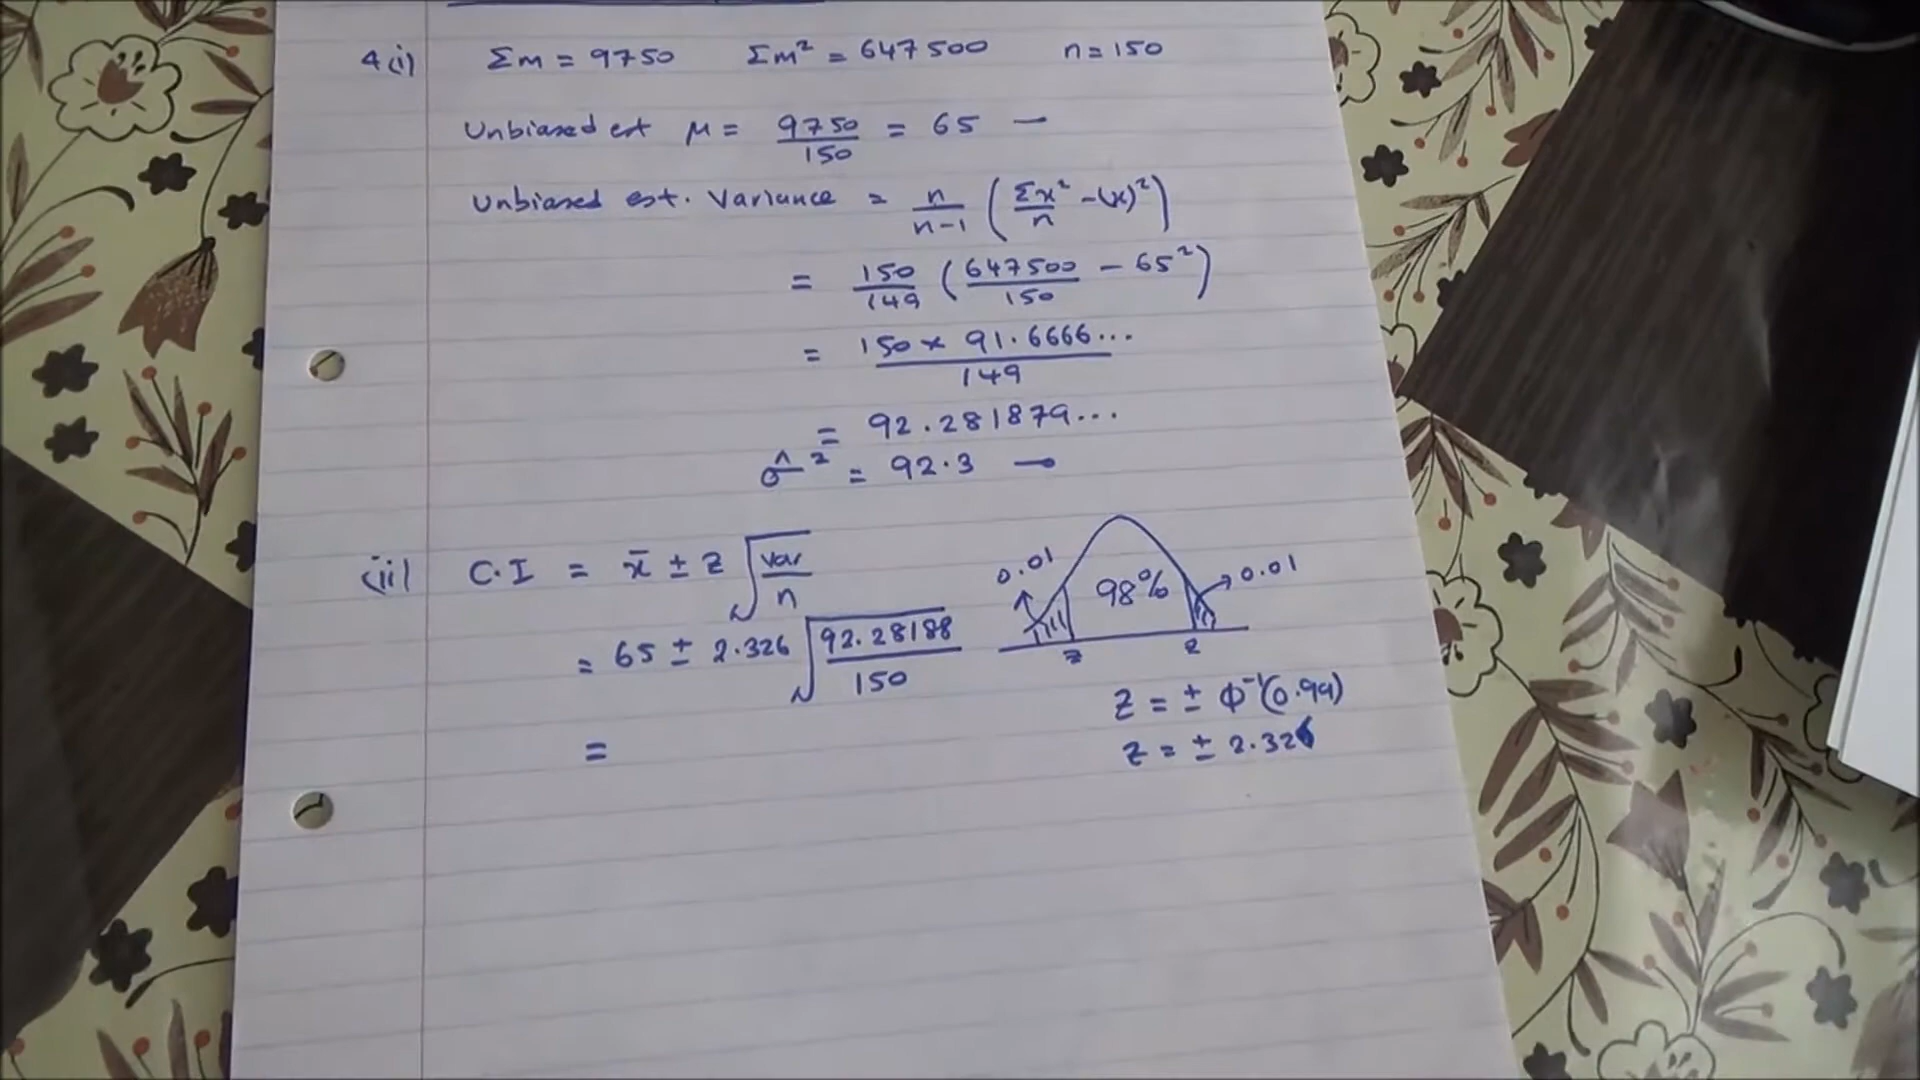 4(i) Σm = 9750 Σm² = 647500 n = 150
Unbiased est μ = 9750/150 = 65 —
Unbiased est. Variance = n/n-1 (Σx²/n - (x)²)
= 150/149 (647500/150 - 65²)
= 150 × 91.6666.../149
= 92.281879...
σ̂² = 92.3 —
(ii) C.I = x̄ ± z √(var/n)
0.01 98% 0.01
= 65 ± 2.326 √(92.28188/150)
z z
z = ± Φ⁻¹(0.99)
= z = ± 2.326